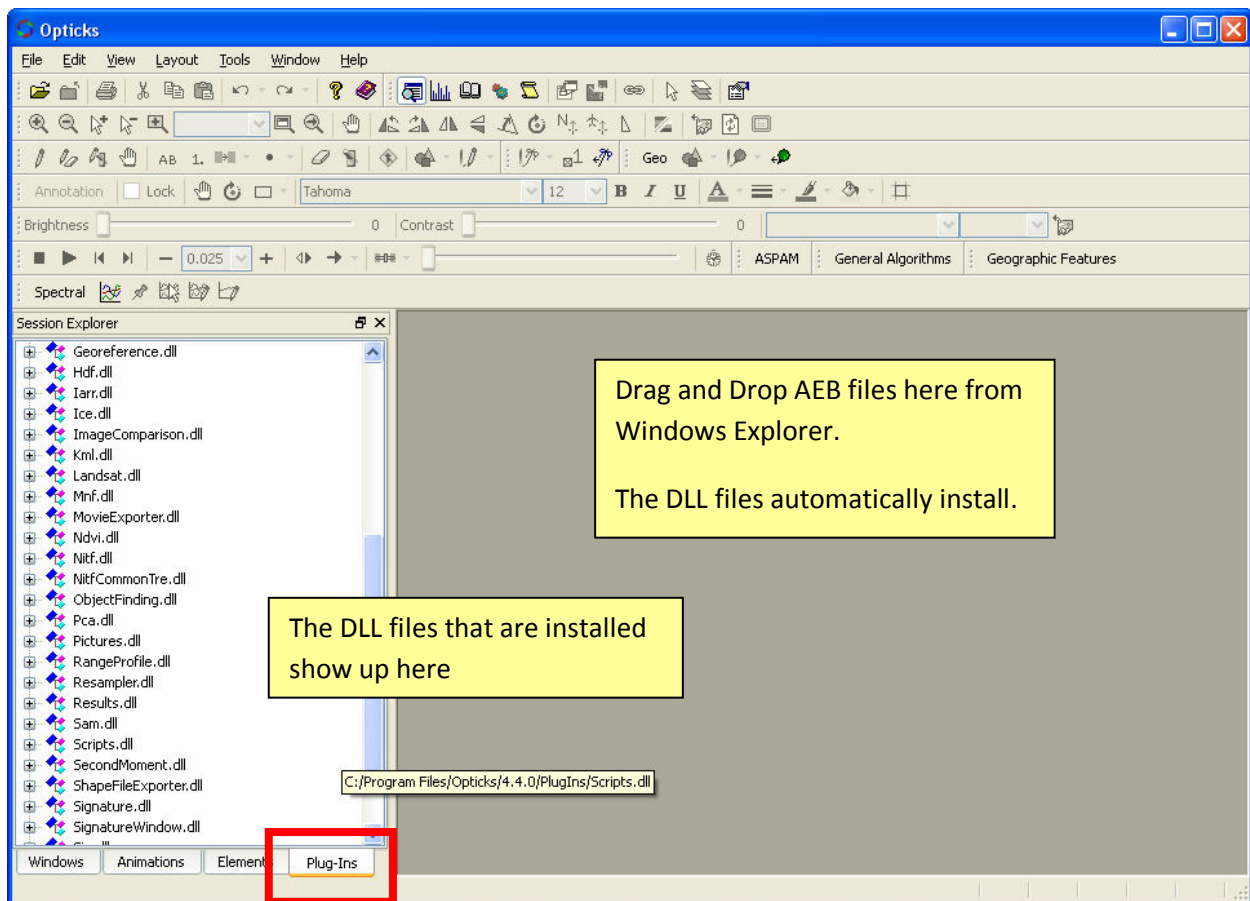 Opticks
File Edit View Layout Tools Window Help
AB 1. Geo
Annotation Lock Tahoma 12 B I U A
Brightness 0 Contrast 0
0.025 ASPAM General Algorithms Geographic Features
Spectral
Session Explorer
Georeference.dll
Hdf.dll
Iarr.dll
Ice.dll
ImageComparison.dll
Kml.dll
Landsat.dll
Mnf.dll
MovieExporter.dll
Ndvi.dll
Nitf.dll
NitfCommonTre.dll
ObjectFinding.dll
Pca.dll
Pictures.dll
RangeProfile.dll
Resampler.dll
Results.dll
Sam.dll
Scripts.dll
SecondMoment.dll
ShapeFileExporter.dll
Signature.dll
SignatureWindow.dll
Drag and Drop AEB files here from
Windows Explorer.
The DLL files automatically install.
The DLL files that are installed
show up here
C:/Program Files/Opticks/4.4.0/PlugIns/Scripts.dll
Windows Animations Element Plug-Ins